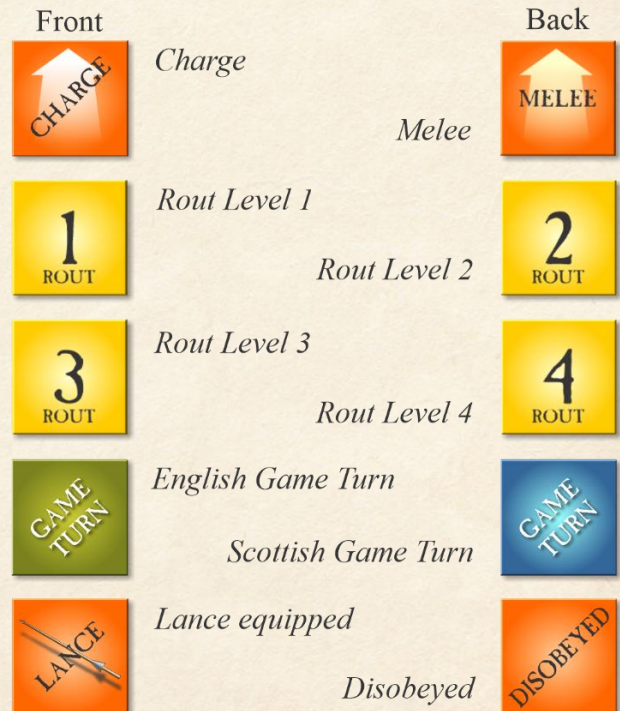 Front
Back
CHARGE
Charge
Melee
MELEE
1
ROUT
Rout Level 1
Rout Level 2
2
ROUT
3
ROUT
Rout Level 3
Rout Level 4
4
ROUT
GAME
TURN
English Game Turn
Scottish Game Turn
GAME
TURN
LANCE
Lance equipped
Disobeyed
DISOBEYED